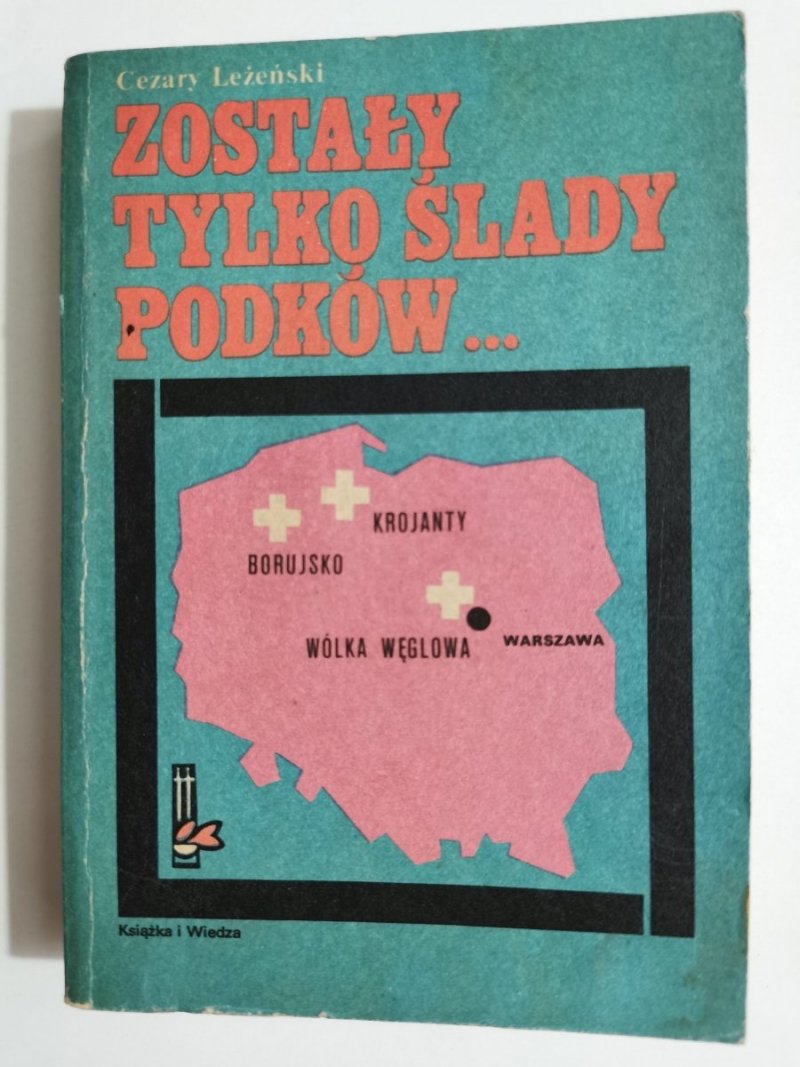 Cezary Leżeński
ZOSTAŁY
TYLKO ŚLADY
PODKÓW...
KROJANTY
BORUJSKO
WÓLKA WĘGLOWA
WARSZAWA
Książka i Wiedza